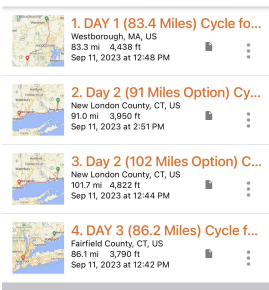 1. DAY 1 (83.4 Miles) Cycle fo...
Westborough, MA, US
83.3 mi 4,438 ft
Sep 11, 2023 at 12:48 PM
2. Day 2 (91 Miles Option) Cy...
New London County, CT, US
91.0 mi 3,950 ft
Sep 11, 2023 at 2:51 PM
3. Day 2 (102 Miles Option) C...
New London County, CT, US
101.7 mi 4,822 ft
Sep 11, 2023 at 12:44 PM
4. DAY 3 (86.2 Miles) Cycle f...
Fairfield County, CT, US
86.1 mi 3,790 ft
Sep 11, 2023 at 12:42 PM